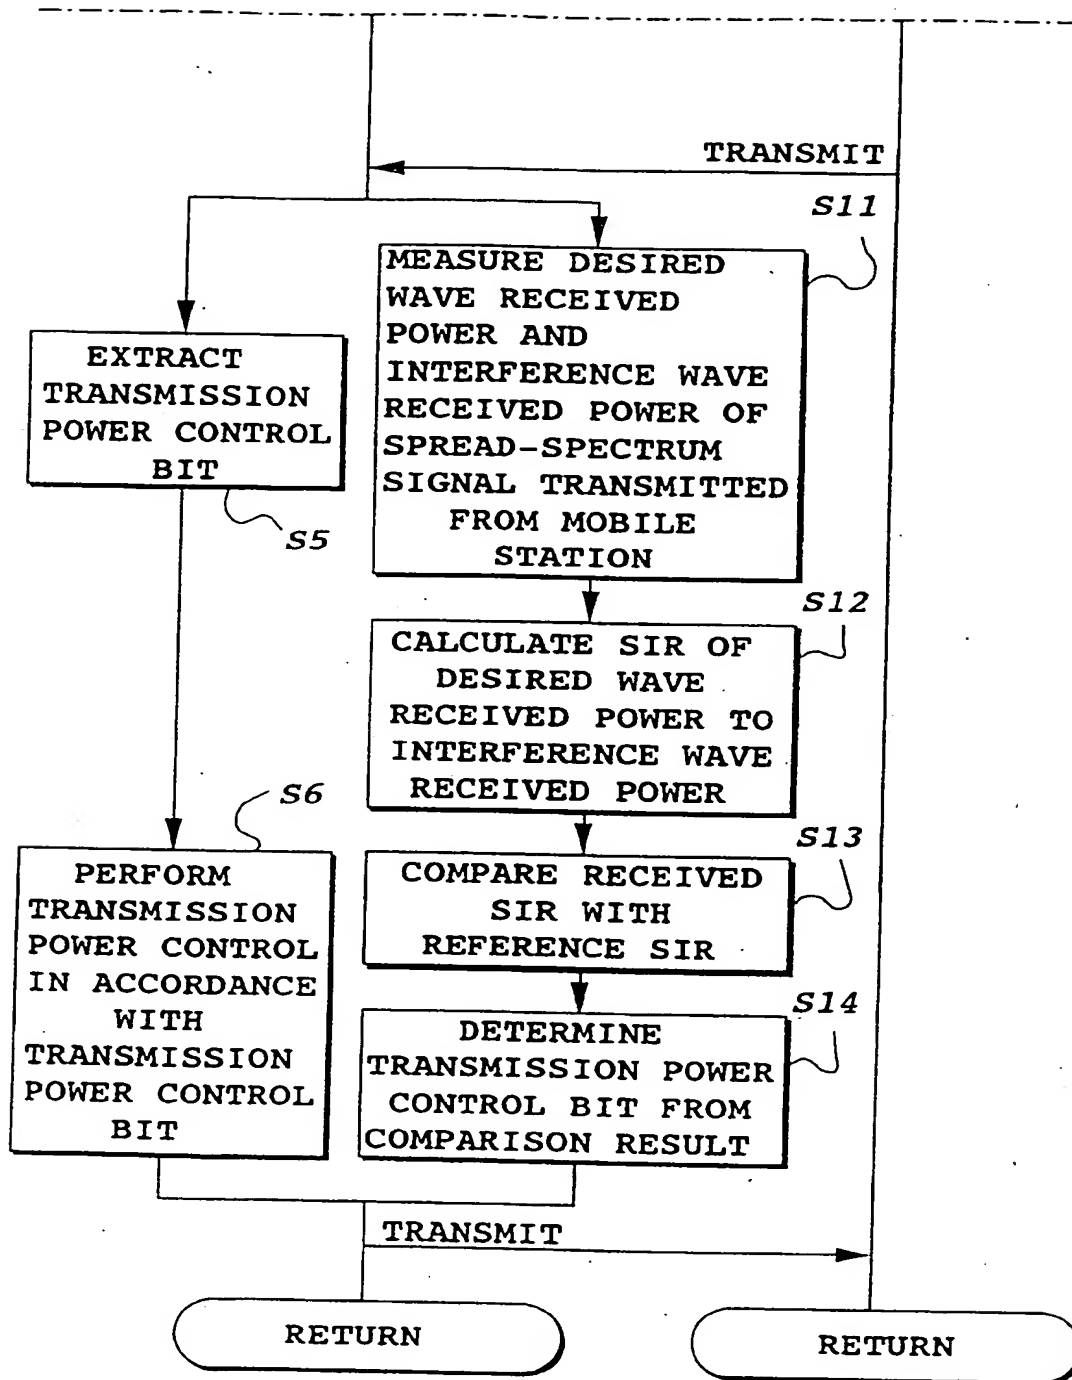 TRANSMIT
S11
MEASURE DESIRED
WAVE RECEIVED
POWER AND
INTERFERENCE WAVE
RECEIVED POWER OF
SPREAD-SPECTRUM
SIGNAL TRANSMITTED
FROM MOBILE
STATION
EXTRACT
TRANSMISSION
POWER CONTROL
BIT
S5
S12
CALCULATE SIR OF
DESIRED WAVE
RECEIVED POWER TO
INTERFERENCE WAVE
RECEIVED POWER
S6
S13
PERFORM
TRANSMISSION
POWER CONTROL
IN ACCORDANCE
WITH
TRANSMISSION
POWER CONTROL
BIT
COMPARE RECEIVED
SIR WITH
REFERENCE SIR
S14
DETERMINE
TRANSMISSION POWER
CONTROL BIT FROM
COMPARISON RESULT
TRANSMIT
RETURN
RETURN